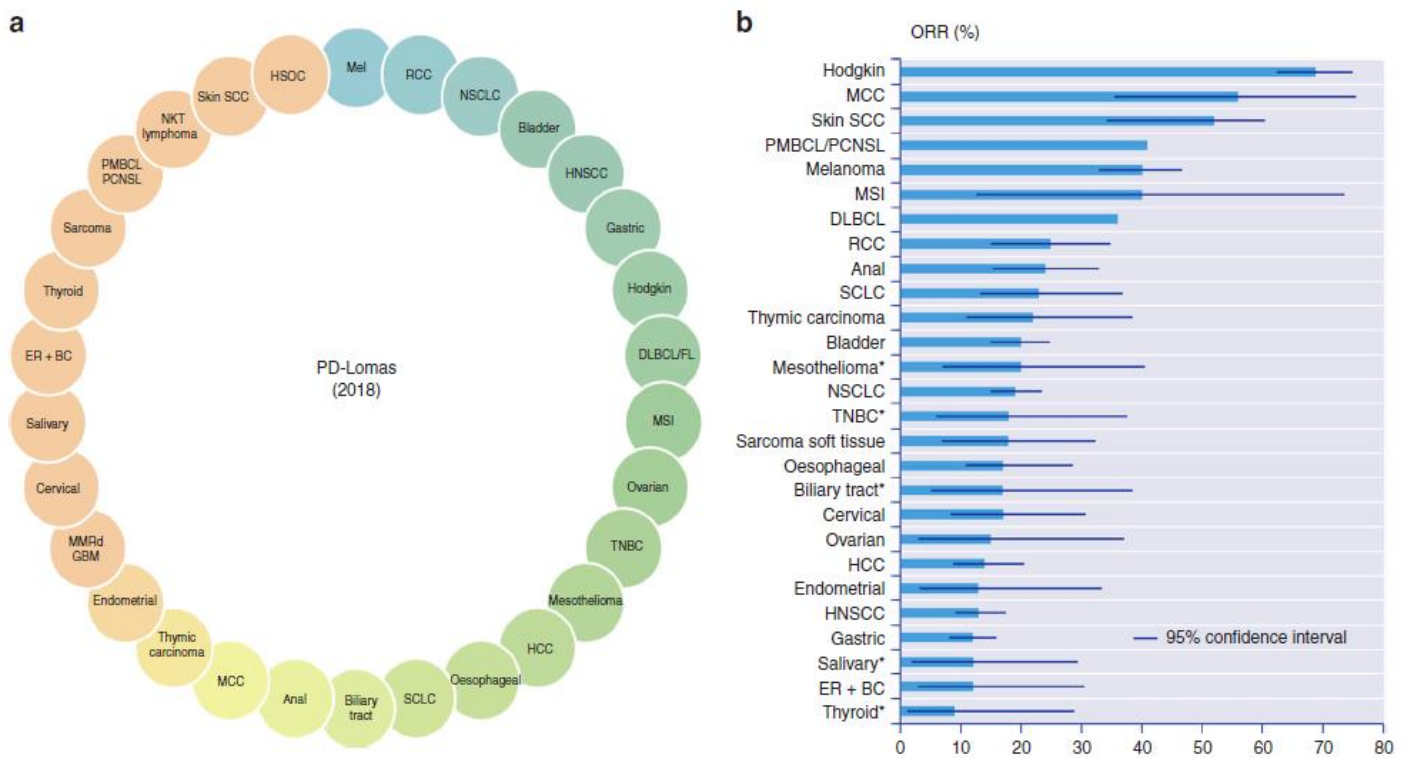 a
HSOC
Mel
RCC
NSCLC
Bladder
HNSCC
Gastric
Hodgkin
DLBCL/FL
MSI
Ovarian
TNBC
Mesothelioma
HCC
Oesophageal
SCLC
Biliary
tract
Anal
MCC
Thymic
carcinoma
Endometrial
MMRd
GBM
Cervical
Salivary
ER + BC
Thyroid
Sarcoma
PMBCL
PCNSL
NKT
lymphoma
Skin SCC
PD-Lomas
(2018)
b
ORR (%)
Hodgkin
MCC
Skin SCC
PMBCL/PCNSL
Melanoma
MSI
DLBCL
RCC
Anal
SCLC
Thymic carcinoma
Bladder
Mesothelioma*
NSCLC
TNBC*
Sarcoma soft tissue
Oesophageal
Biliary tract*
Cervical
Ovarian
HCC
Endometrial
HNSCC
Gastric
Salivary*
ER + BC
Thyroid*
95% confidence interval
0 10 20 30 40 50 60 70 80